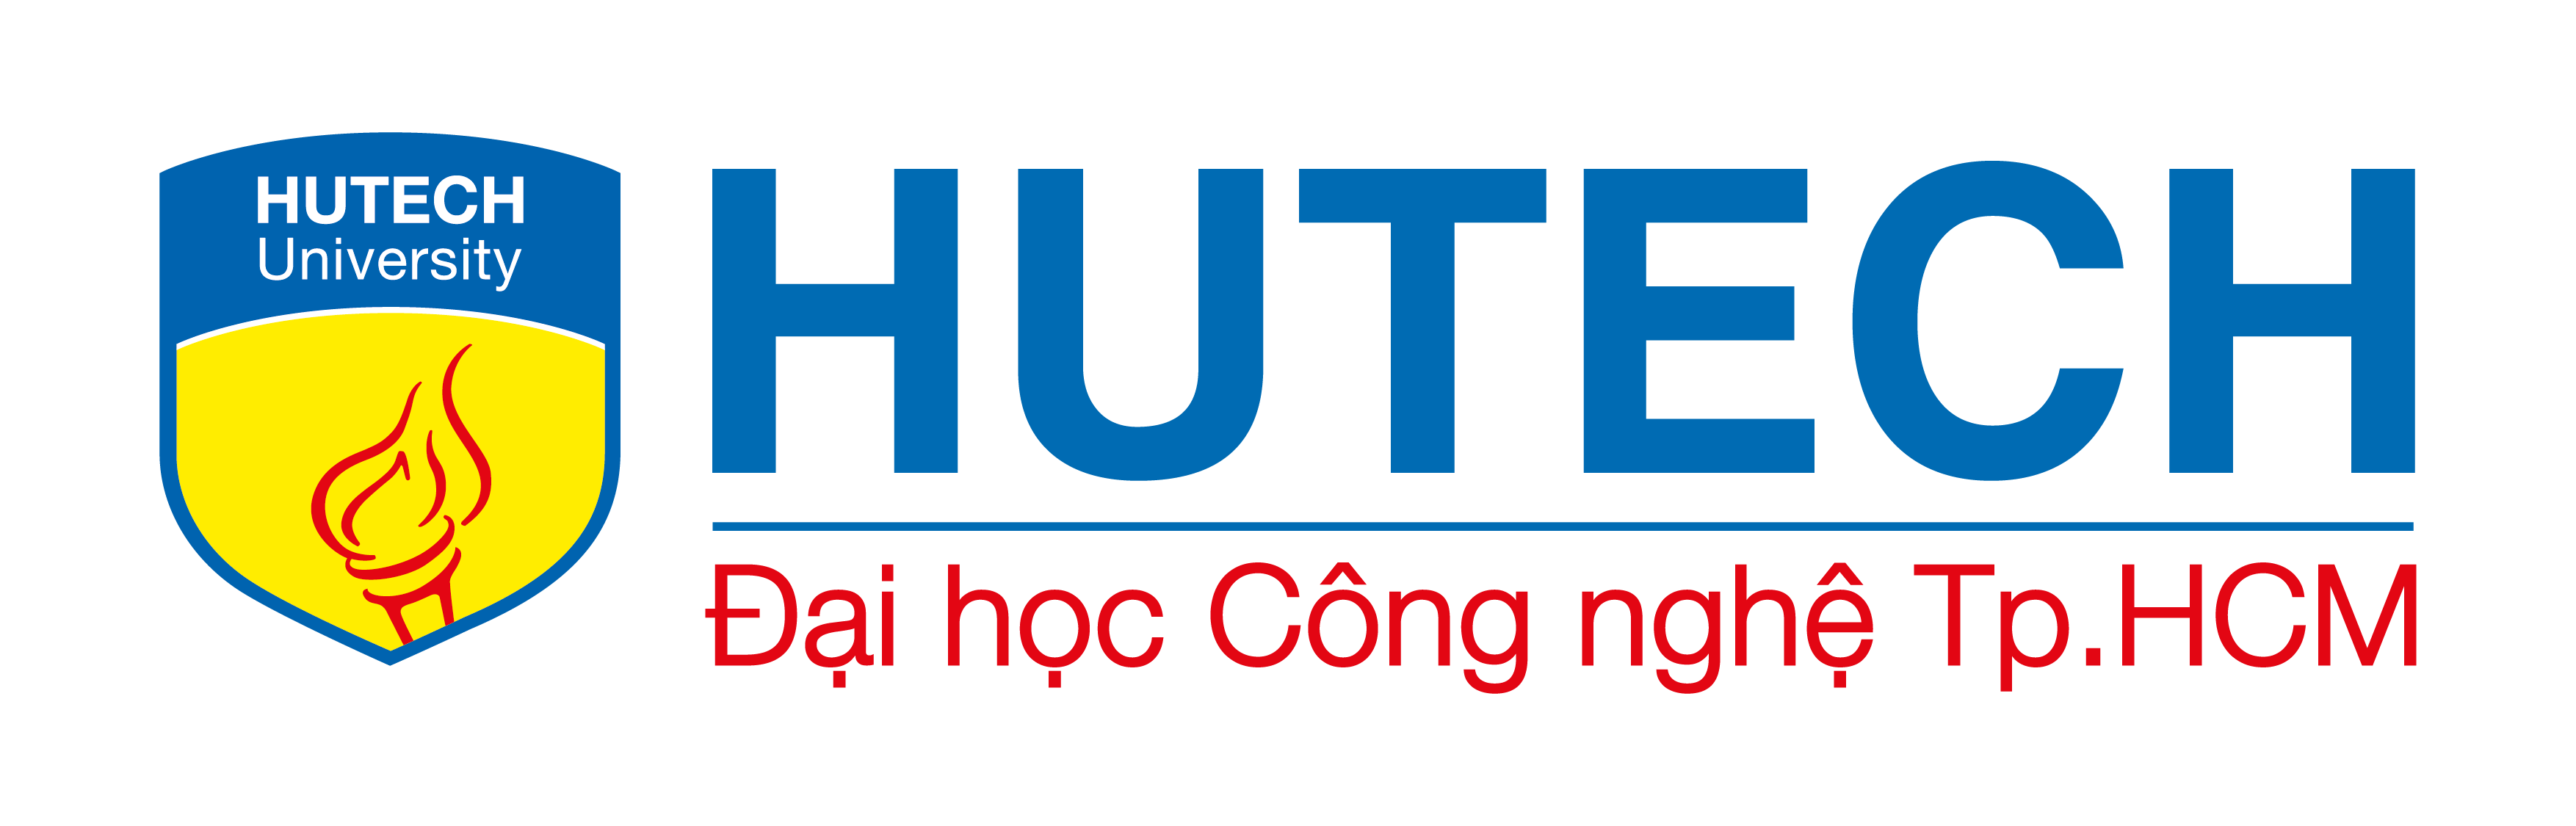 HUTECH
University
HUTECH
Đại học Công nghệ Tp.HCM